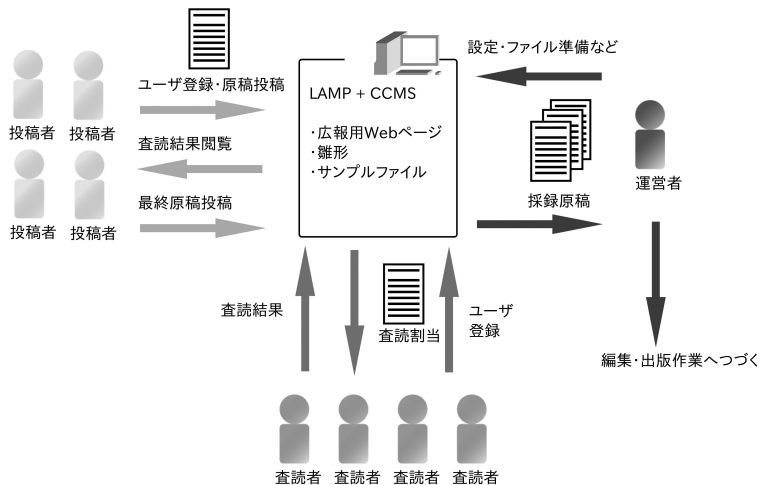 設定・ファイル準備など
ユーザ登録・原稿投稿
LAMP + CCMS
投稿者
投稿者
・広報用Webページ
・雛形
・サンプルファイル
査読結果閲覧
運営者
最終原稿投稿
採録原稿
投稿者
投稿者
査読結果
査読割当
ユーザ
登録
編集・出版作業へつづく
査読者
査読者
査読者
査読者